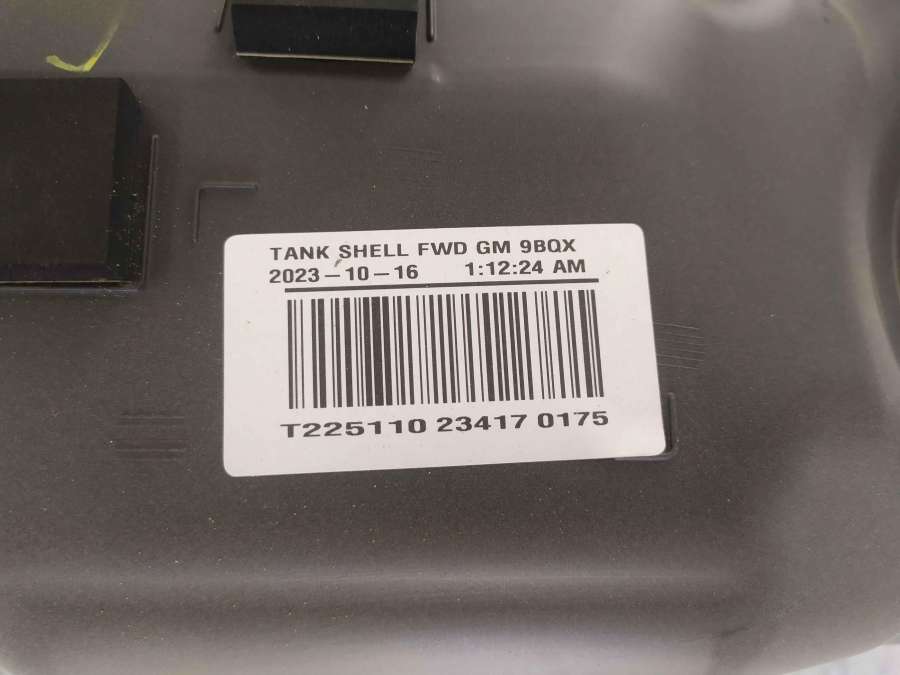 TANK SHELL FWD GM 9BQX
2023-10-16 1:12:24 AM
T225110 23417 0175